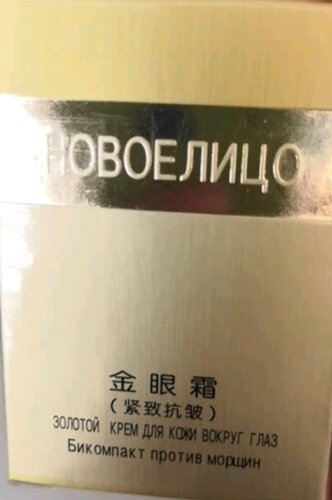 НОВОЕЛИЦО
金眼霜
(紧致抗皱)
ЗОЛОТОЙ КРЕМ ДЛЯ КОЖИ ВОКРУГ ГЛАЗ
Бикомпакт против морщин